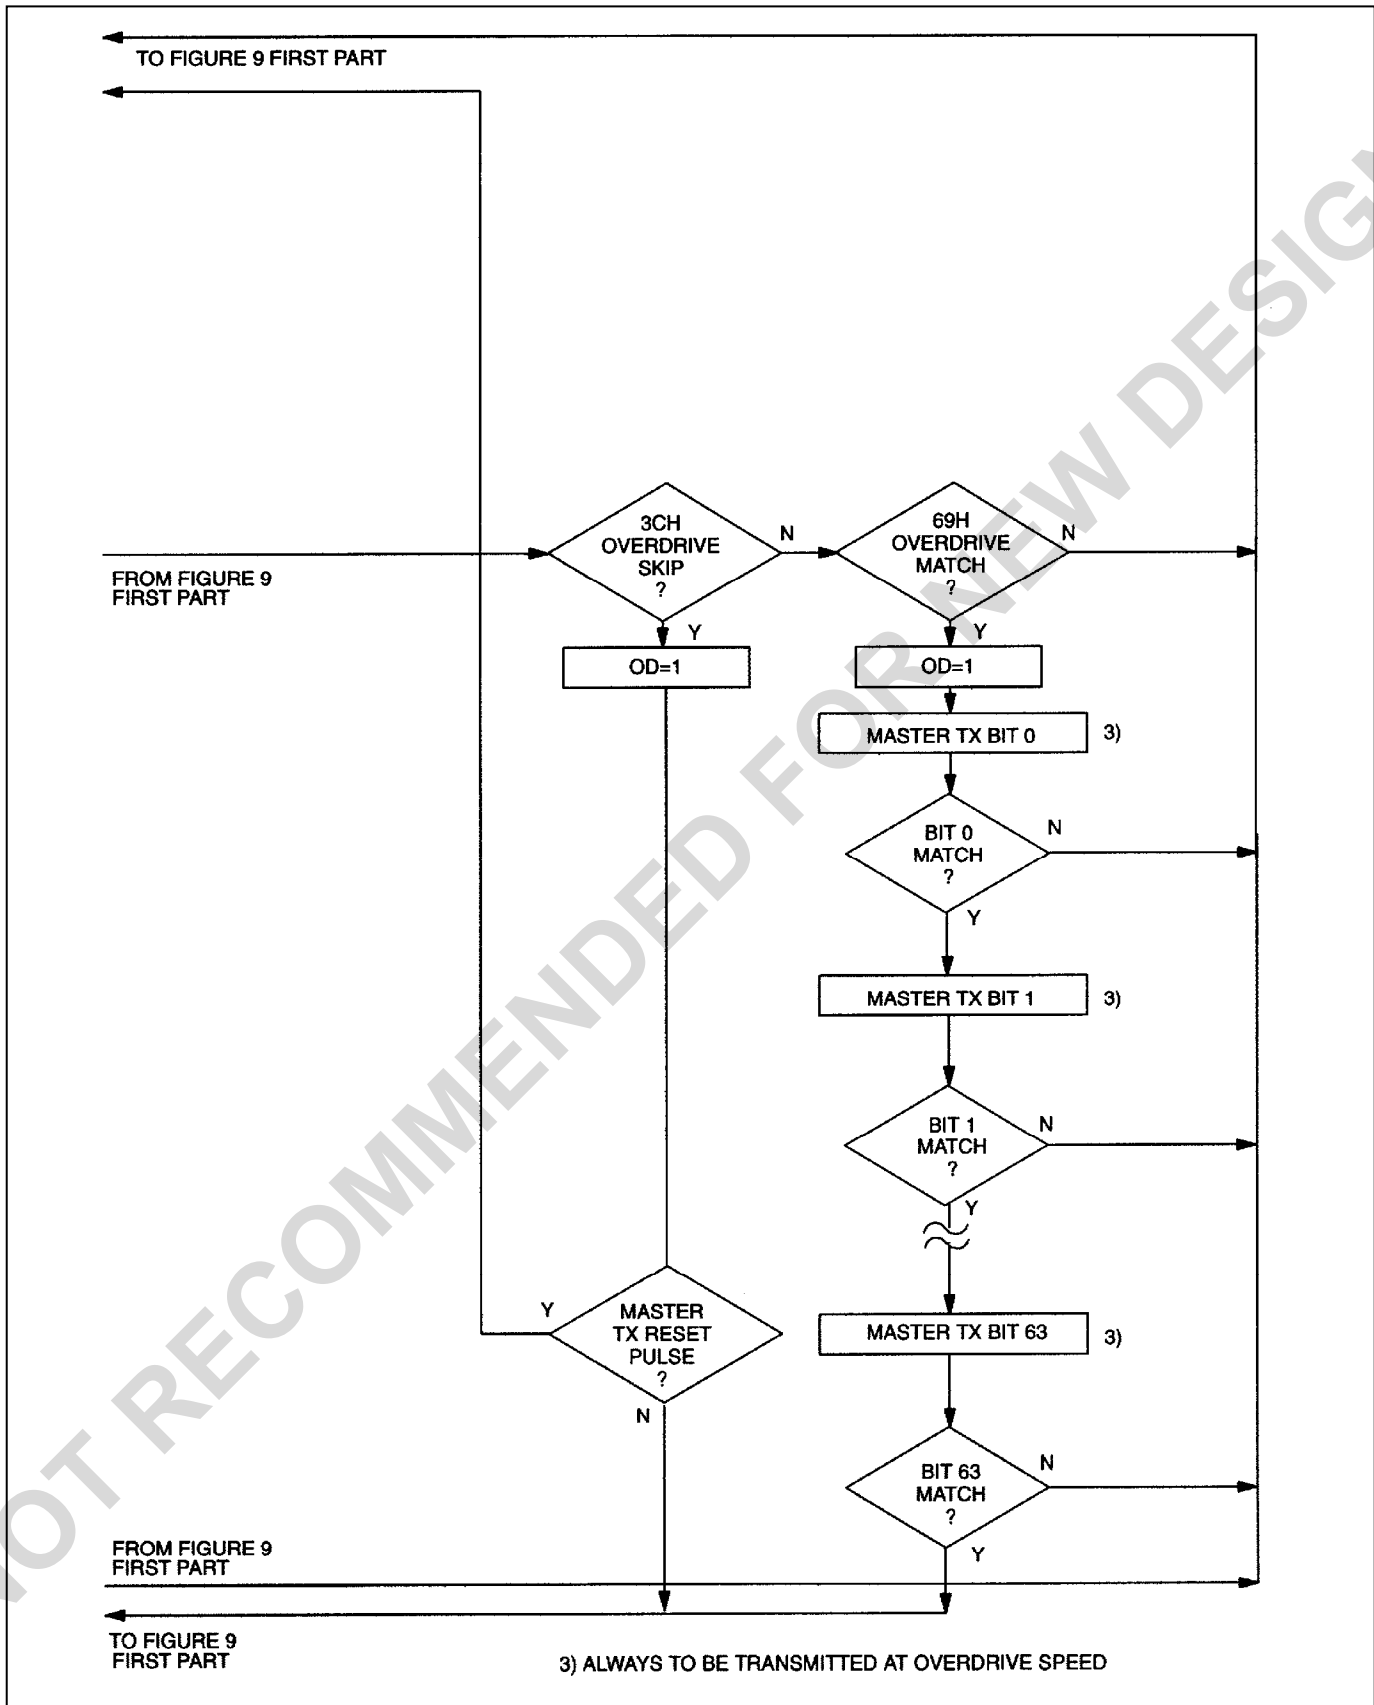 TO FIGURE 9 FIRST PART
3CH
OVERDRIVE
SKIP
?
N
69H
OVERDRIVE
MATCH
?
N
FROM FIGURE 9
FIRST PART
Y
Y
OD=1
OD=1
MASTER TX BIT 0
3)
BIT 0
MATCH
?
N
Y
MASTER TX BIT 1
3)
BIT 1
MATCH
?
N
Y
Y
MASTER
TX RESET
PULSE
?
N
MASTER TX BIT 63
3)
BIT 63
MATCH
?
N
Y
FROM FIGURE 9
FIRST PART
TO FIGURE 9
FIRST PART
3) ALWAYS TO BE TRANSMITTED AT OVERDRIVE SPEED
NOT RECOMMENDED FOR NEW DESIGN